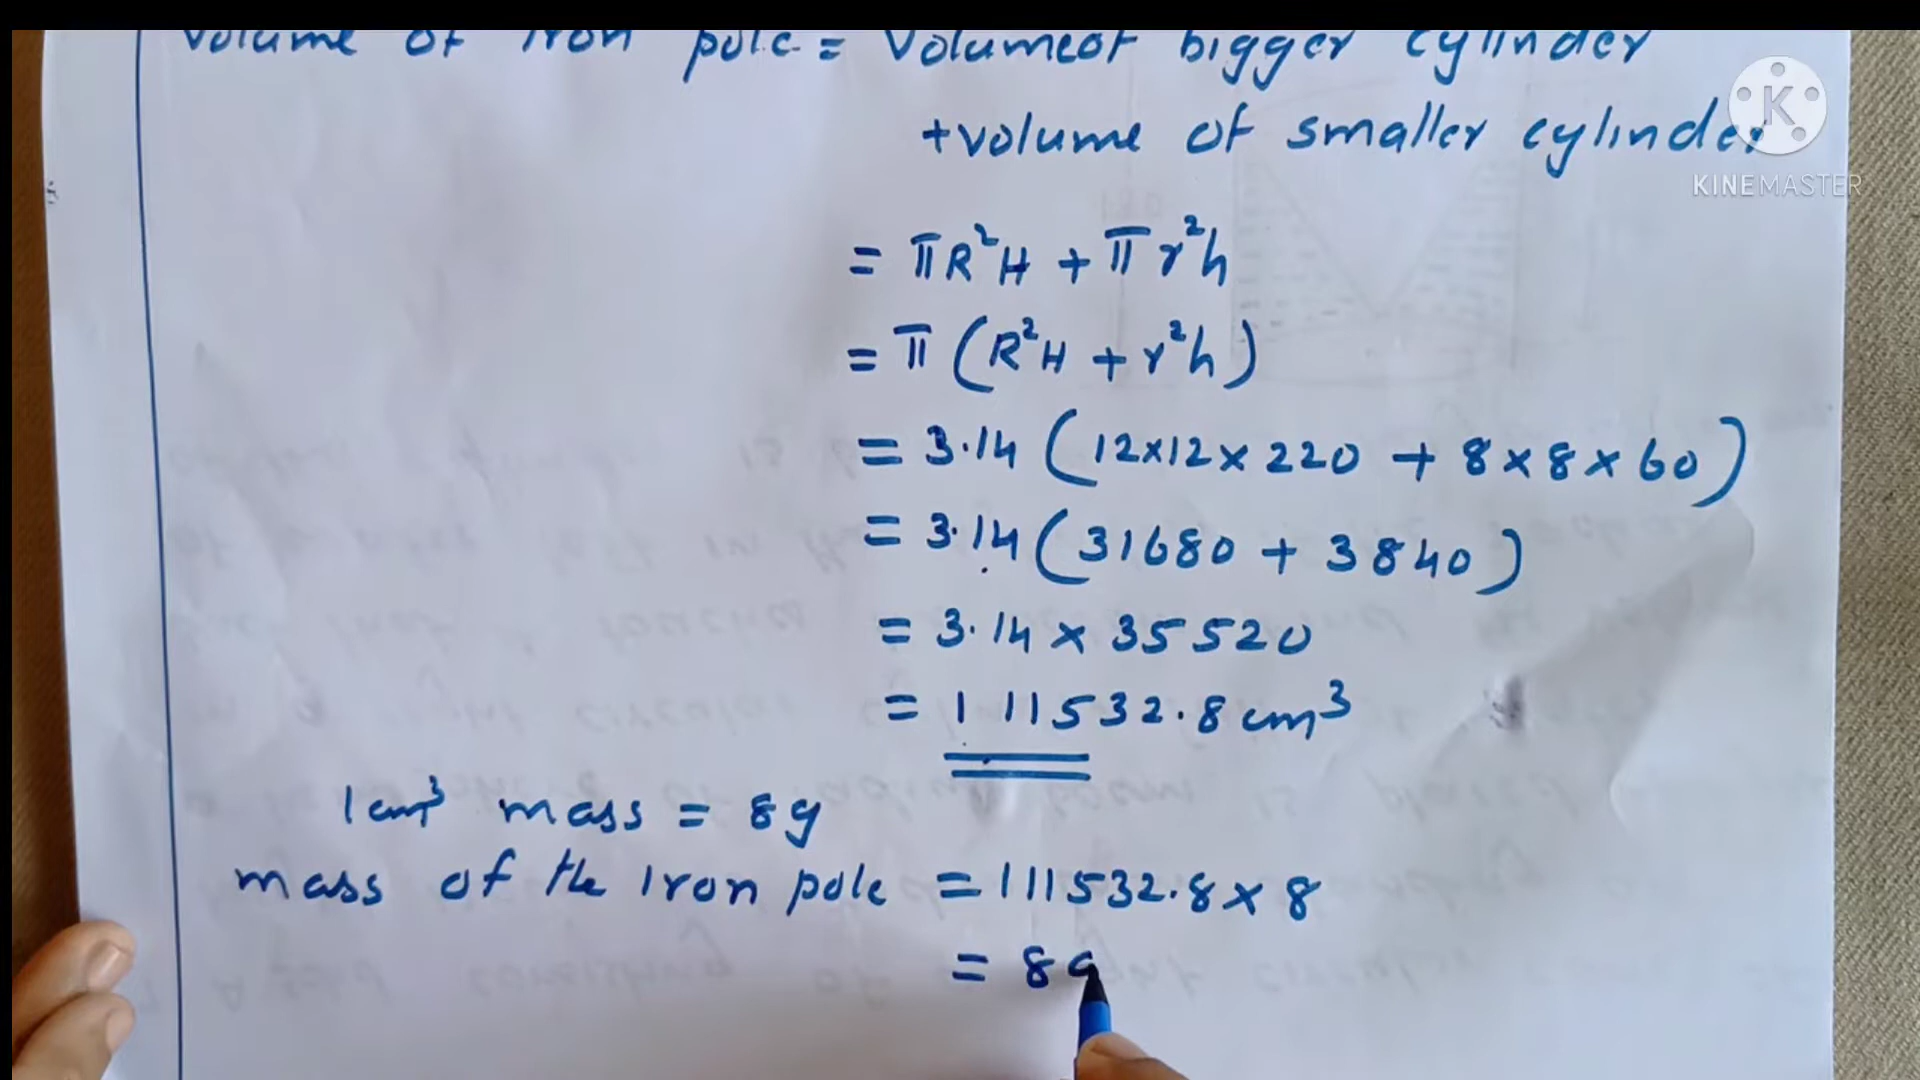 volume of iron pole = Volume of bigger cylinder
+ volume of smaller cylinder
K
KINEMASTER
= πR²H + πr²h
= π (R²H + r²h)
= 3.14 (12×12×220 + 8×8×60)
= 3.14 (31680 + 3840)
= 3.14 × 35520
= 111532.8 cm³
1 cm³ mass = 8g
mass of the Iron pole = 111532.8 × 8
= 89